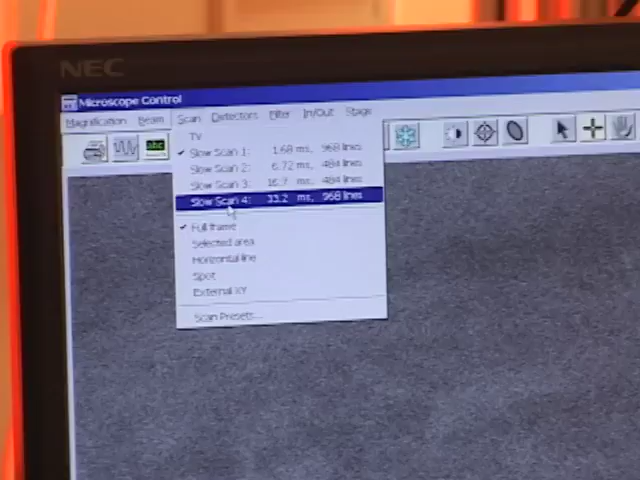 NEC
Microscope Control
Magnification Beam Scan Detectors Filter In/Out Stage
abc
TV
Slow Scan 1: 1.68 ms, 968 lines
Slow Scan 2: 6.72 ms, 484 lines
Slow Scan 3: 16.7 ms, 484 lines
Slow Scan 4: 33.2 ms, 968 lines
Full frame
Selected area
Horizontal line
Spot
External XY
Scan Presets...